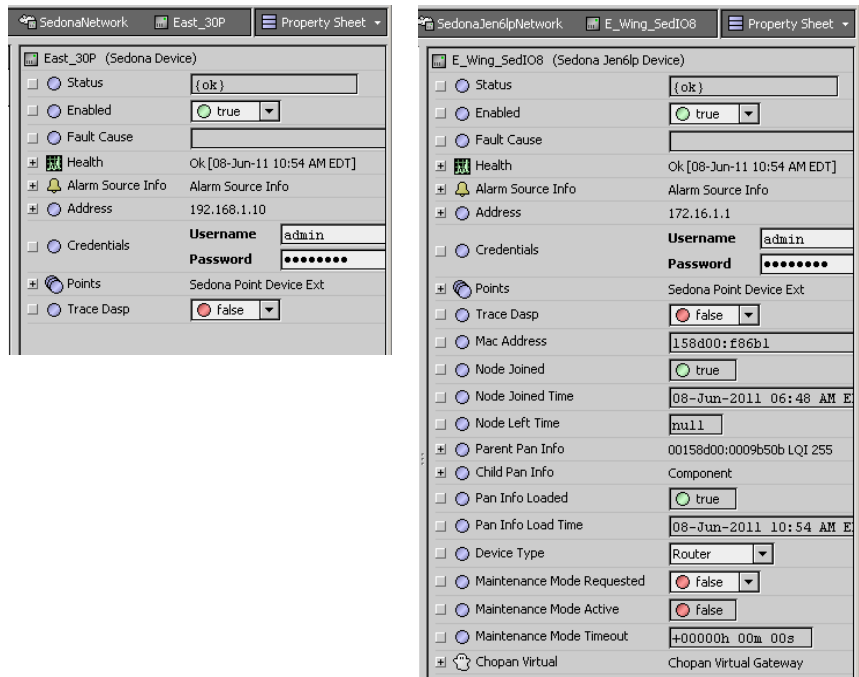 SedonaNetwork East_30P Property Sheet
East_30P (Sedona Device)
Status {ok}
Enabled true
Fault Cause
Health Ok [08-Jun-11 10:54 AM EDT]
Alarm Source Info Alarm Source Info
Address 192.168.1.10
Credentials
Username admin
Password ••••••••
Points Sedona Point Device Ext
Trace Dasp false
SedonaJen6lpNetwork E_Wing_SedIO8 Property Sheet
E_Wing_SedIO8 (Sedona Jen6lp Device)
Status {ok}
Enabled true
Fault Cause
Health Ok [08-Jun-11 10:54 AM EDT]
Alarm Source Info Alarm Source Info
Address 172.16.1.1
Credentials
Username admin
Password ••••••••
Points Sedona Point Device Ext
Trace Dasp false
Mac Address 158d00:f86b1
Node Joined true
Node Joined Time 08-Jun-2011 06:48 AM E
Node Left Time null
Parent Pan Info 00158d00:0009b50b LQI 255
Child Pan Info Component
Pan Info Loaded true
Pan Info Load Time 08-Jun-2011 10:54 AM E
Device Type Router
Maintenance Mode Requested false
Maintenance Mode Active false
Maintenance Mode Timeout +00000h 00m 00s
Chopan Virtual Chopan Virtual Gateway